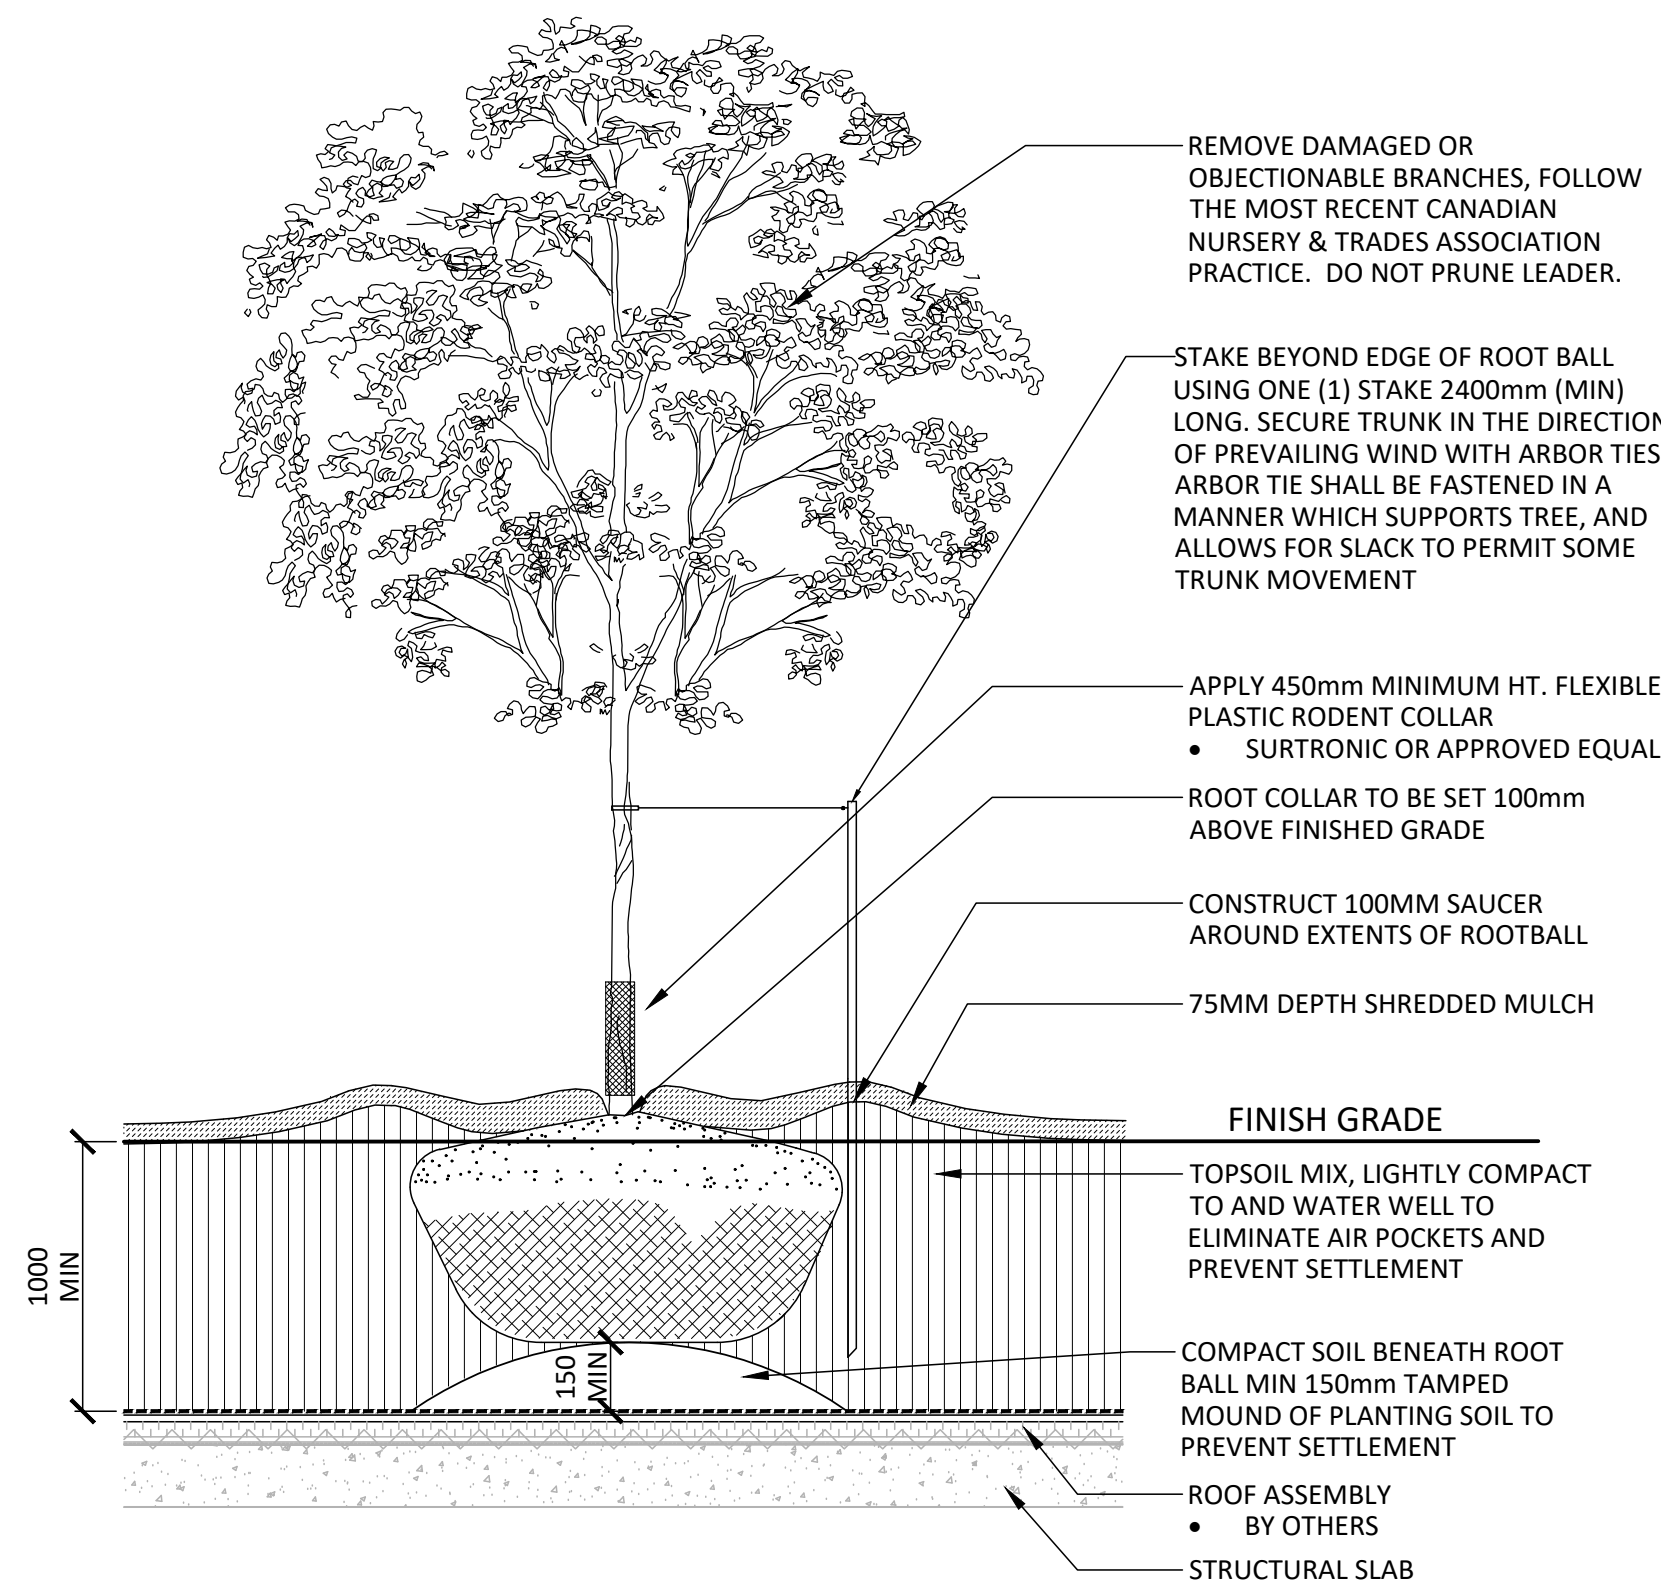 REMOVE DAMAGED OR
OBJECTIONABLE BRANCHES, FOLLOW
THE MOST RECENT CANADIAN
NURSERY & TRADES ASSOCIATION
PRACTICE.  DO NOT PRUNE LEADER.
STAKE BEYOND EDGE OF ROOT BALL
USING ONE (1) STAKE 2400mm (MIN)
LONG. SECURE TRUNK IN THE DIRECTION
OF PREVAILING WIND WITH ARBOR TIES
ARBOR TIE SHALL BE FASTENED IN A
MANNER WHICH SUPPORTS TREE, AND
ALLOWS FOR SLACK TO PERMIT SOME
TRUNK MOVEMENT
APPLY 450mm MINIMUM HT. FLEXIBLE
PLASTIC RODENT COLLAR
• SURTRONIC OR APPROVED EQUAL
ROOT COLLAR TO BE SET 100mm
ABOVE FINISHED GRADE
CONSTRUCT 100MM SAUCER
AROUND EXTENTS OF ROOTBALL
75MM DEPTH SHREDDED MULCH
FINISH GRADE
TOPSOIL MIX, LIGHTLY COMPACT
TO AND WATER WELL TO
ELIMINATE AIR POCKETS AND
PREVENT SETTLEMENT
1000
MIN
150
MIN
COMPACT SOIL BENEATH ROOT
BALL MIN 150mm TAMPED
MOUND OF PLANTING SOIL TO
PREVENT SETTLEMENT
ROOF ASSEMBLY
• BY OTHERS
STRUCTURAL SLAB